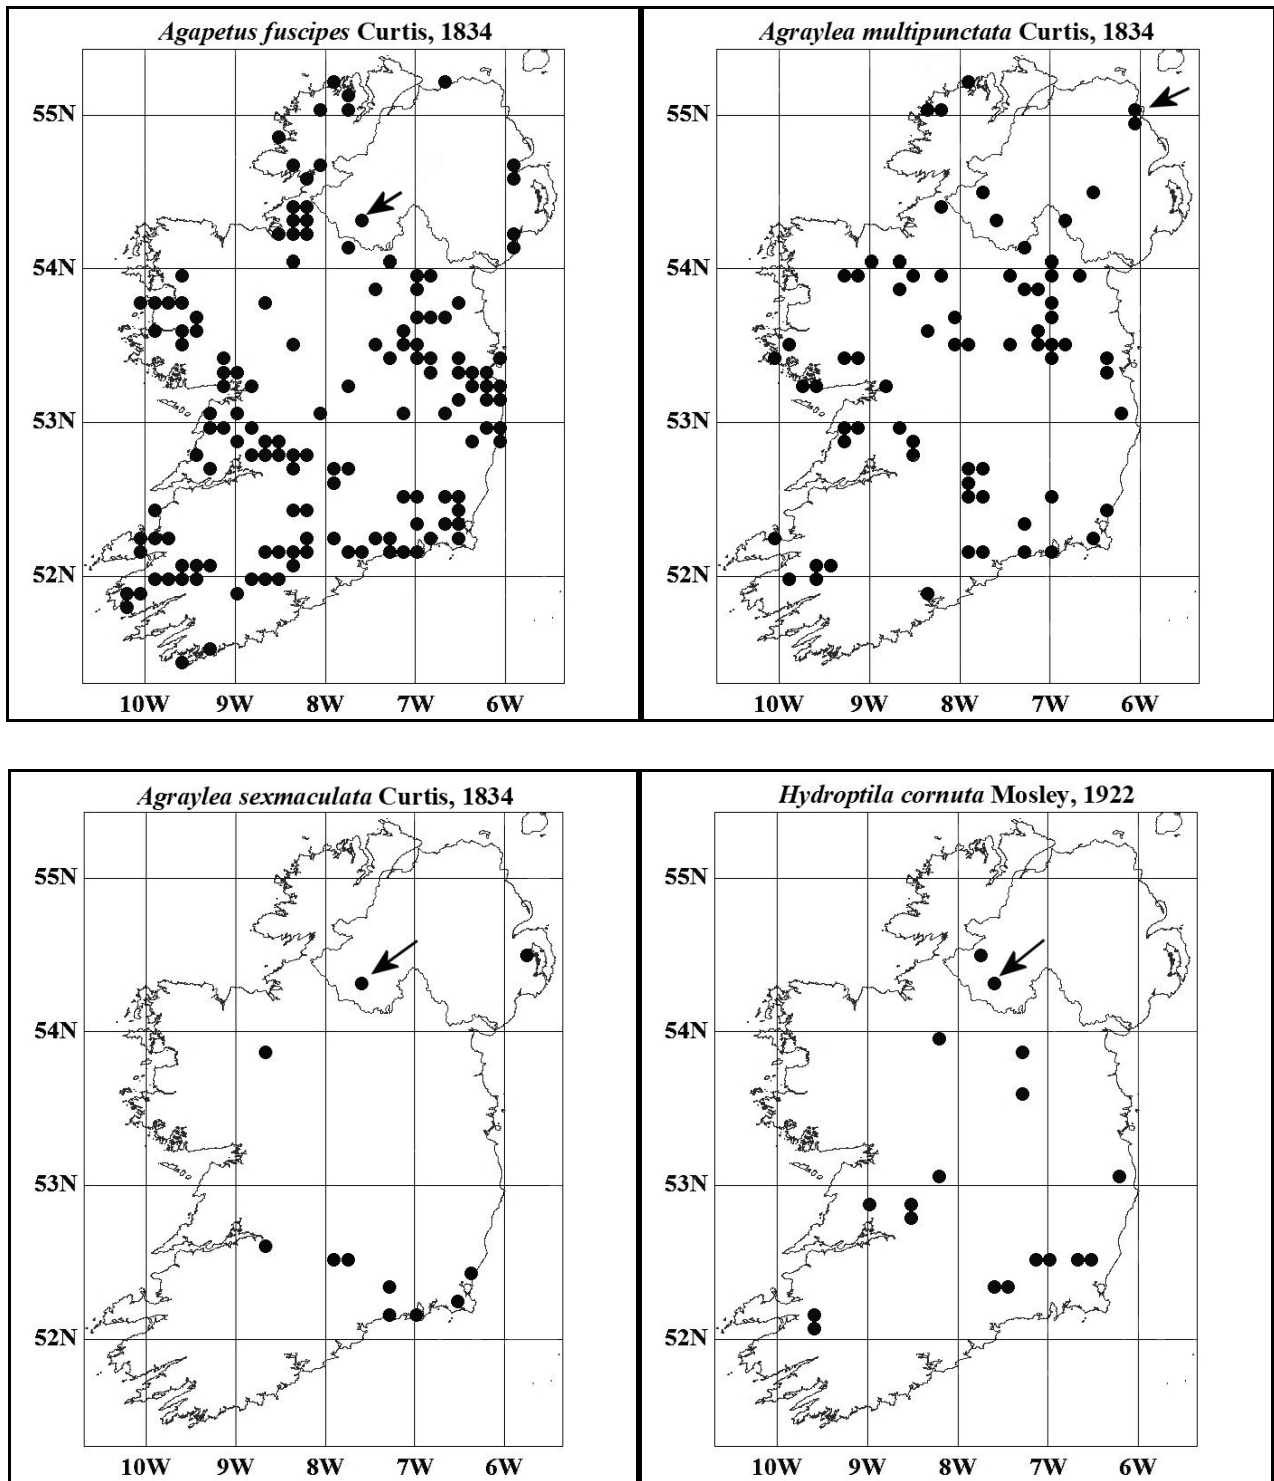 Agapetus fuscipes Curtis, 1834
Agraylea multipunctata Curtis, 1834
55N
54N
53N
52N
10W 9W 8W 7W 6W
55N
54N
53N
52N
10W 9W 8W 7W 6W
Agraylea sexmaculata Curtis, 1834
Hydroptila cornuta Mosley, 1922
55N
54N
53N
52N
10W 9W 8W 7W 6W
55N
54N
53N
52N
10W 9W 8W 7W 6W